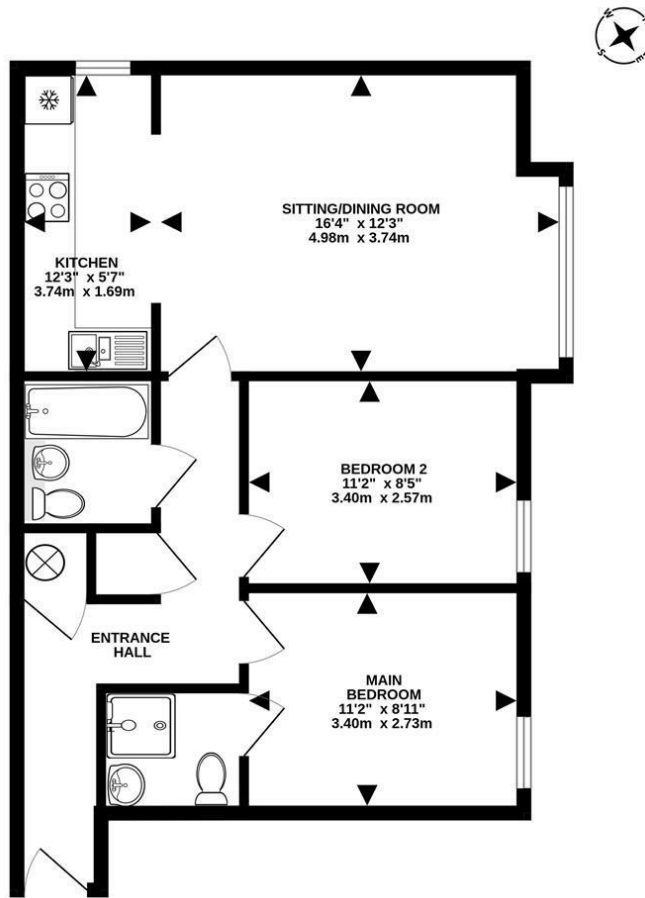 W
S
E
SITTING/DINING ROOM
16'4" x 12'3"
4.98m x 3.74m
KITCHEN
12'3" x 5'7"
3.74m x 1.69m
BEDROOM 2
11'2" x 8'5"
3.40m x 2.57m
ENTRANCE
HALL
MAIN
BEDROOM
11'2" x 8'11"
3.40m x 2.73m